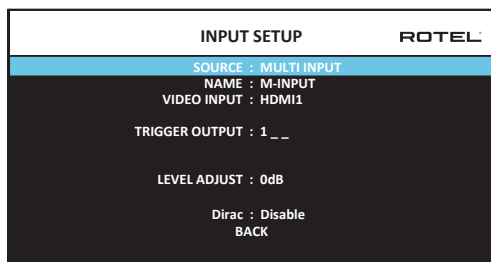 INPUT SETUP ROTEL
SOURCE : MULTI INPUT
NAME : M-INPUT
VIDEO INPUT : HDMI1
TRIGGER OUTPUT : 1 _ _
LEVEL ADJUST : 0dB
Dirac : Disable
BACK